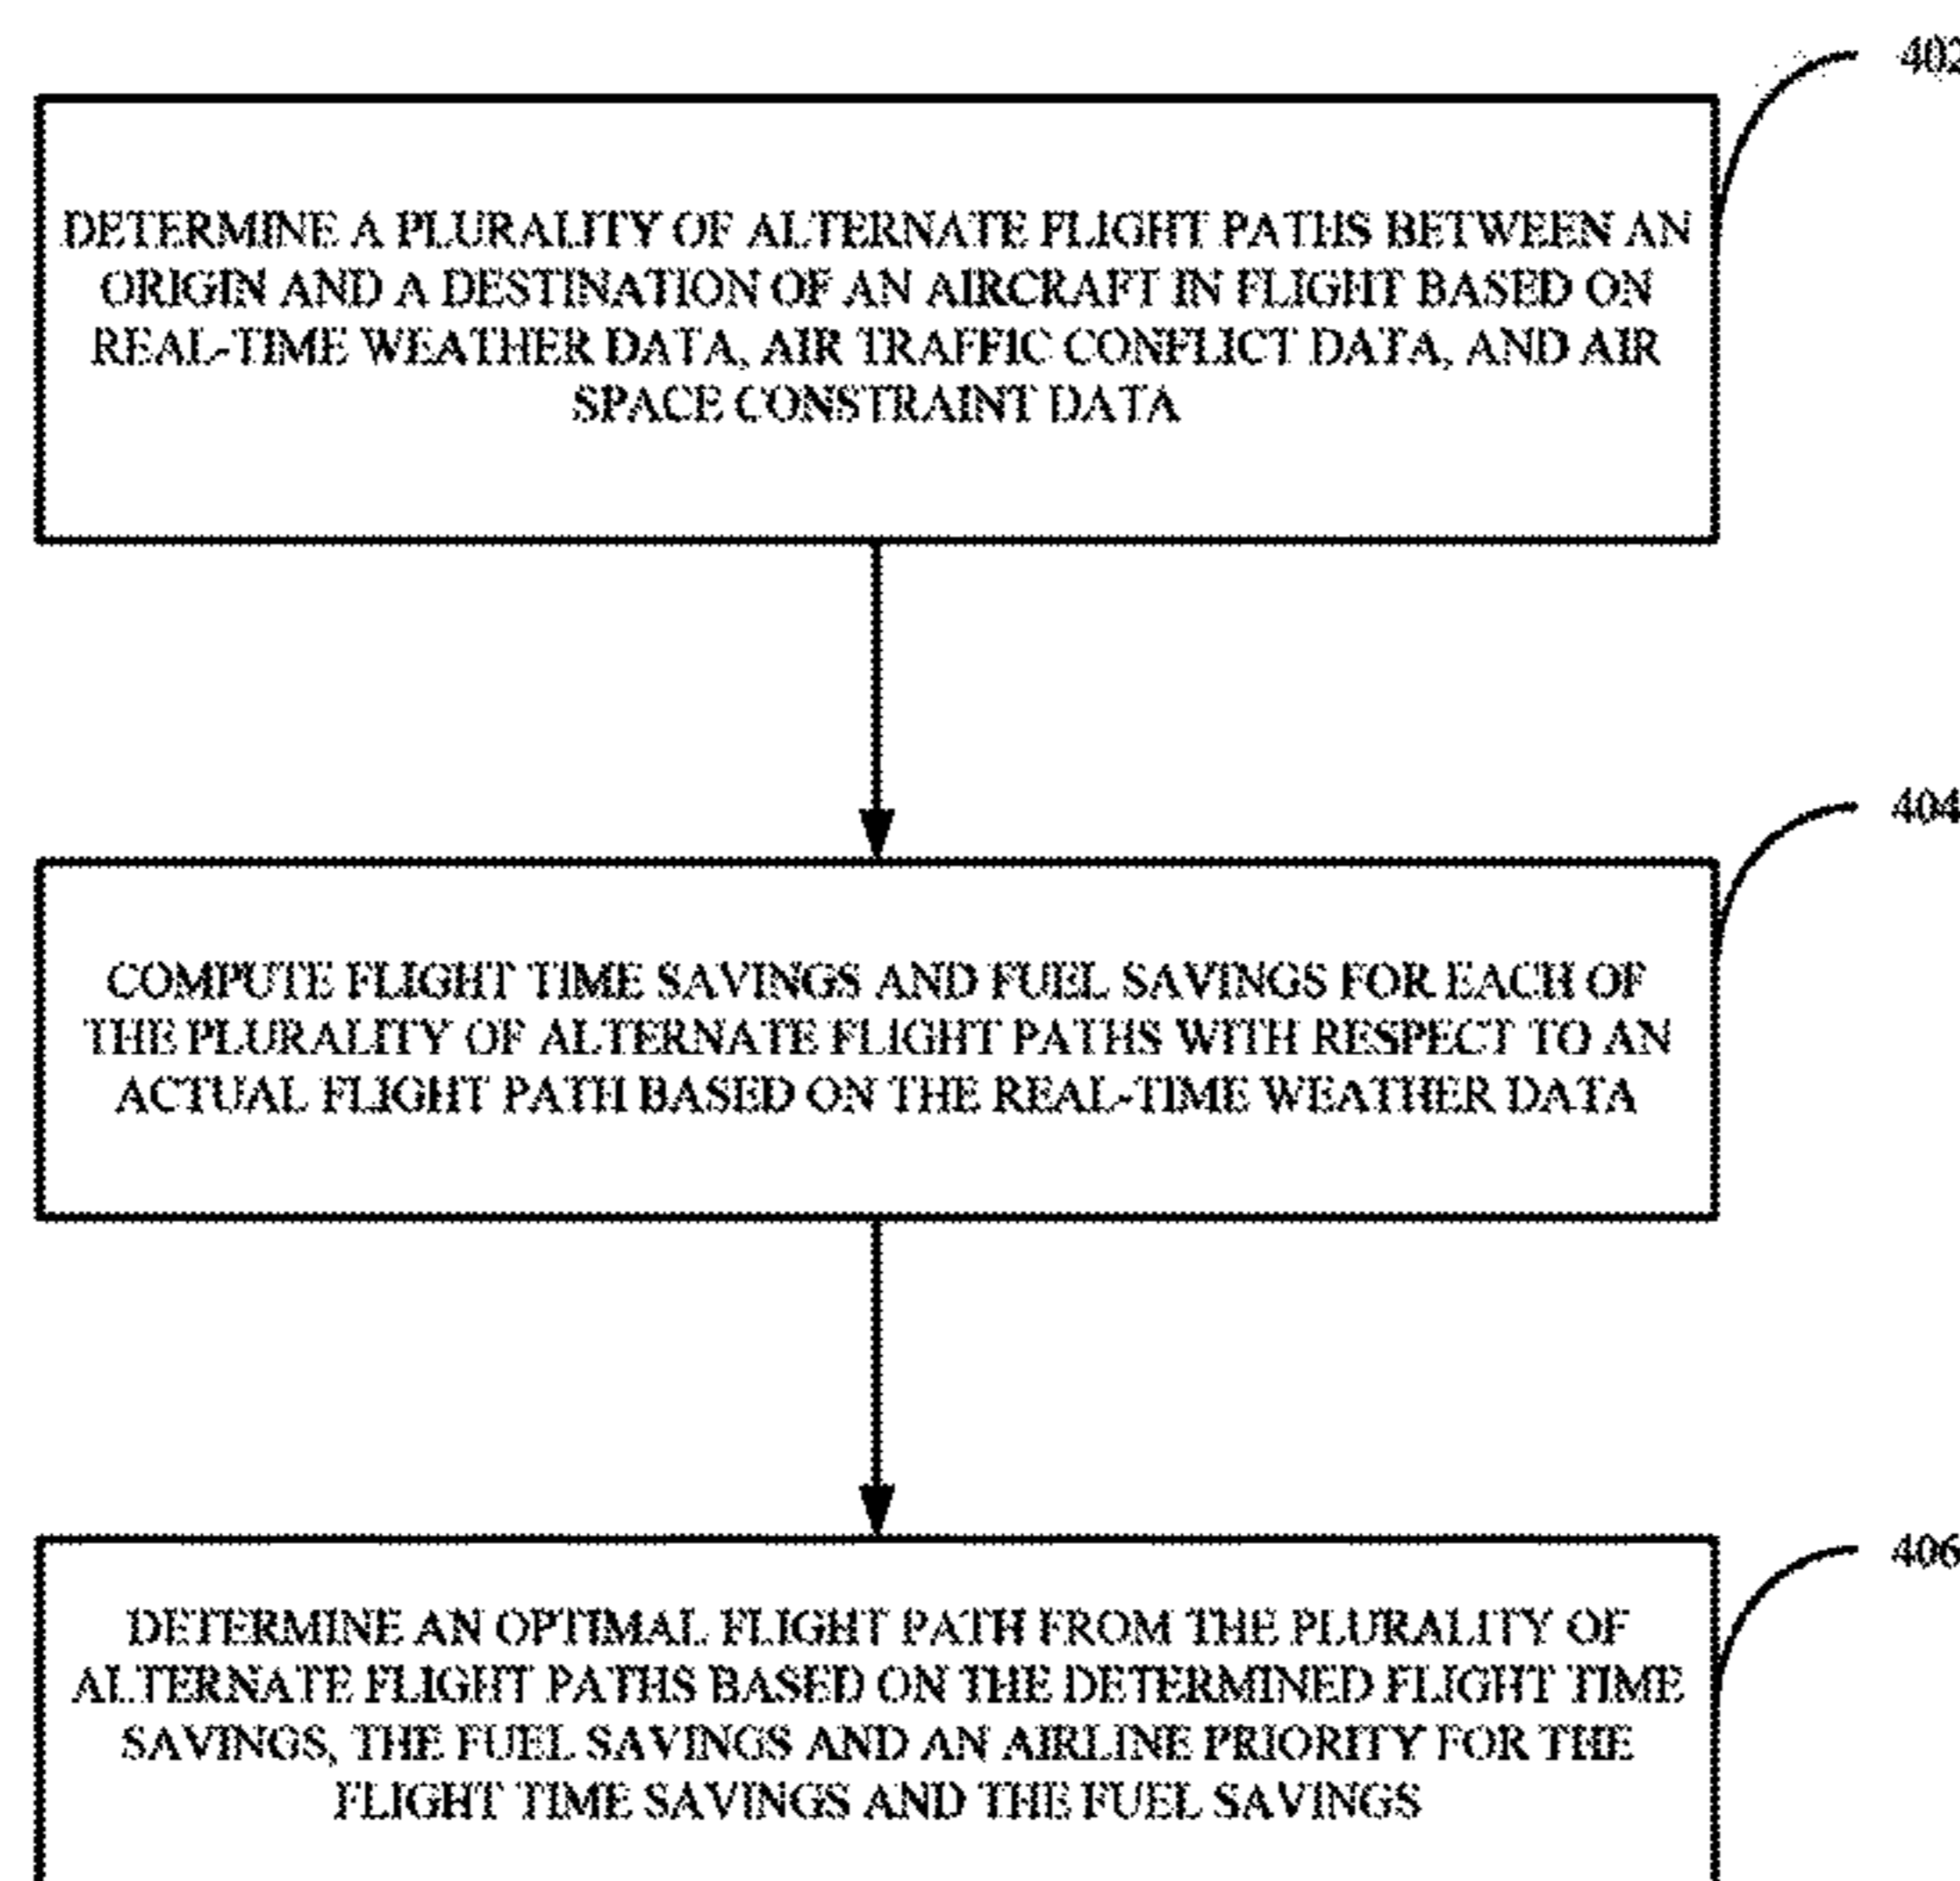 402
DETERMINE A PLURALITY OF ALTERNATE FLIGHT PATHS BETWEEN AN
ORIGIN AND A DESTINATION OF AN AIRCRAFT IN FLIGHT BASED ON
REAL-TIME WEATHER DATA, AIR TRAFFIC CONFLICT DATA, AND AIR
SPACE CONSTRAINT DATA
404
COMPUTE FLIGHT TIME SAVINGS AND FUEL SAVINGS FOR EACH OF
THE PLURALITY OF ALTERNATE FLIGHT PATHS WITH RESPECT TO AN
ACTUAL FLIGHT PATH BASED ON THE REAL-TIME WEATHER DATA
406
DETERMINE AN OPTIMAL FLIGHT PATH FROM THE PLURALITY OF
ALTERNATE FLIGHT PATHS BASED ON THE DETERMINED FLIGHT TIME
SAVINGS, THE FUEL SAVINGS AND AN AIRLINE PRIORITY FOR THE
FLIGHT TIME SAVINGS AND THE FUEL SAVINGS